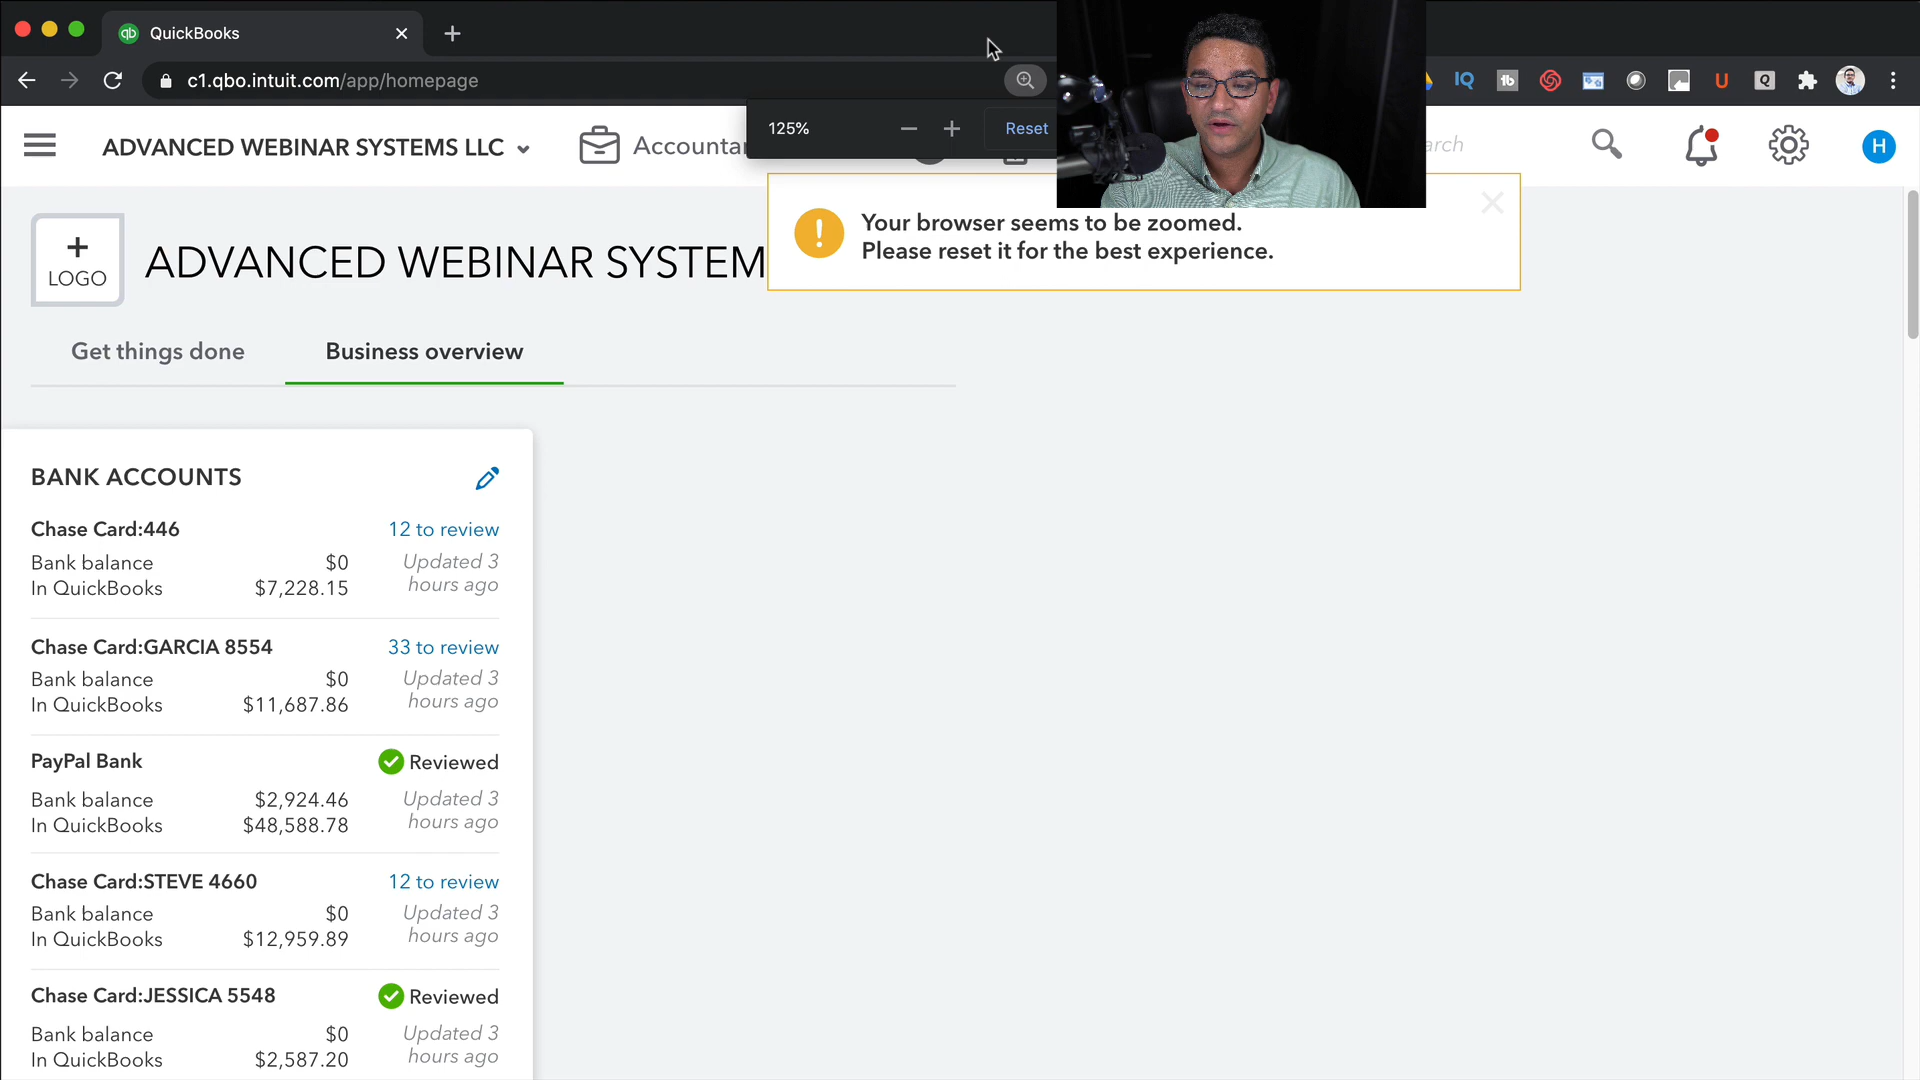 QuickBooks
c1.qbo.intuit.com/app/homepage
125%
Reset
ADVANCED WEBINAR SYSTEMS LLC
H
Your browser seems to be zoomed.
Please reset it for the best experience.
+
LOGO
ADVANCED WEBINAR
Get things done
Business overview
BANK ACCOUNTS
Chase Card:446 12 to review
Bank balance $0 Updated 3
In QuickBooks $7,228.15 hours ago
Chase Card:GARCIA 8554 33 to review
Bank balance $0 Updated 3
In QuickBooks $11,687.86 hours ago
PayPal Bank Reviewed
Bank balance $2,924.46 Updated 3
In QuickBooks $48,588.78 hours ago
Chase Card:STEVE 4660 12 to review
Bank balance $0 Updated 3
In QuickBooks $12,959.89 hours ago
Chase Card:JESSICA 5548 Reviewed
Bank balance $0 Updated 3
In QuickBooks $2,587.20 hours ago